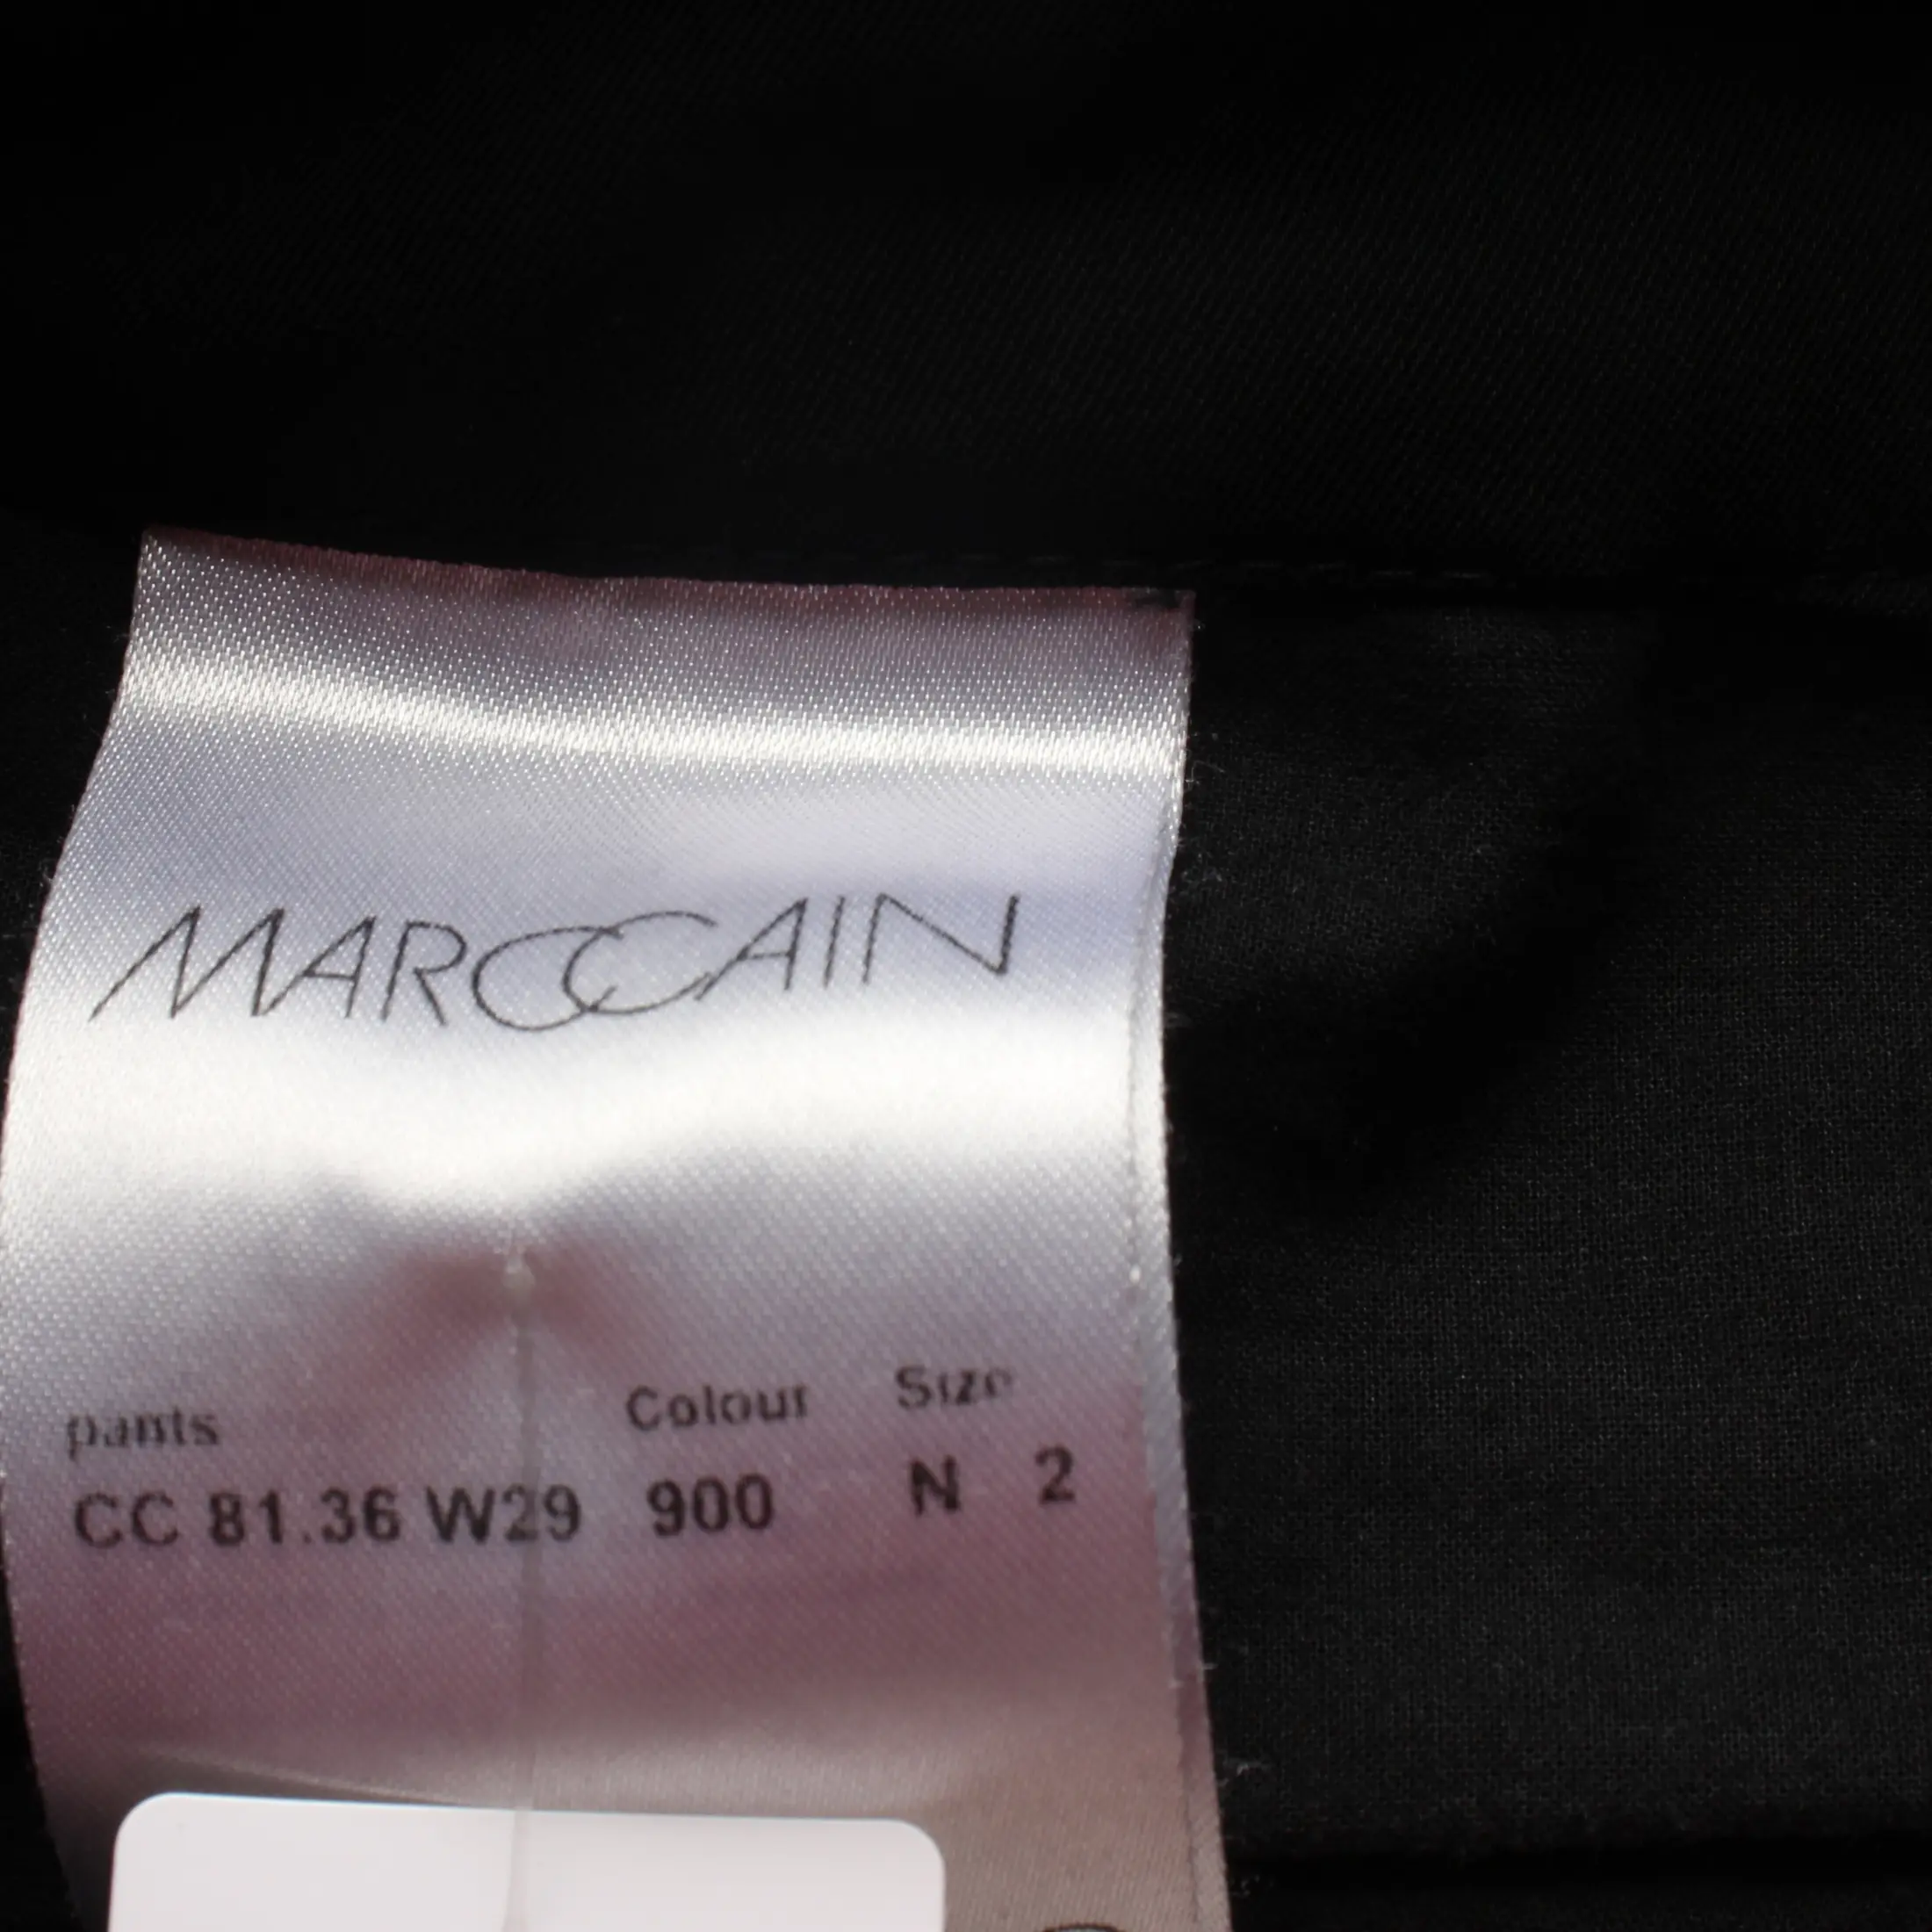 MARCCAIN
pants Colour Size
CC 81.36 W29 900 N 2